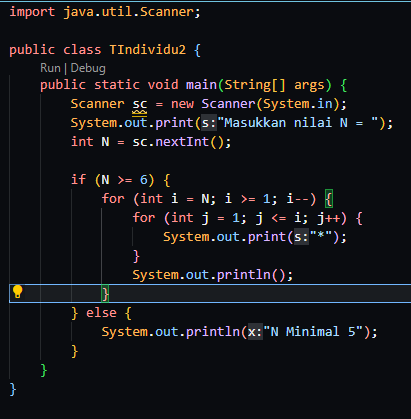 import java.util.Scanner;
public class TIndividu2 {
Run | Debug
public static void main(String[] args) {
Scanner sc = new Scanner(System.in);
System.out.print(s:"Masukkan nilai N = ");
int N = sc.nextInt();
if (N >= 6) {
for (int i = N; i >= 1; i--) {
for (int j = 1; j <= i; j++) {
System.out.print(s:"*");
}
System.out.println();
}
} else {
System.out.println(x:"N Minimal 5");
}
}
}